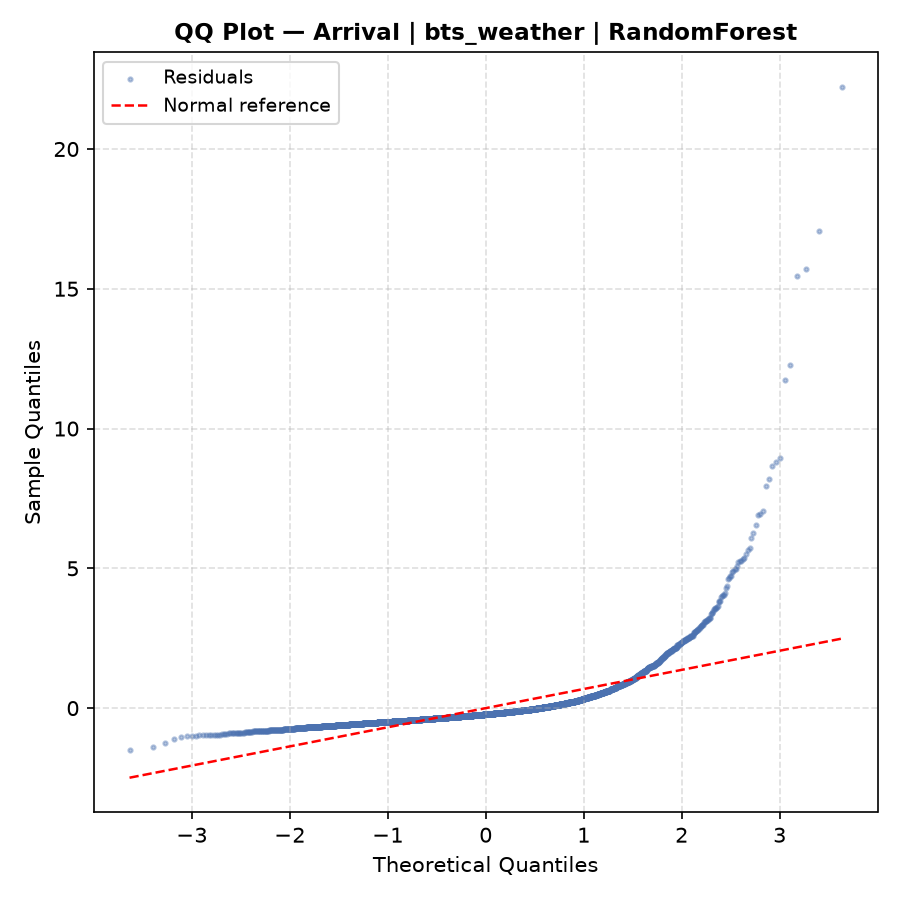 QQ Plot — Arrival | bts_weather | RandomForest
Residuals
Normal reference
Sample Quantiles
20
15
10
5
0
−3
−2
−1
0
1
2
3
Theoretical Quantiles